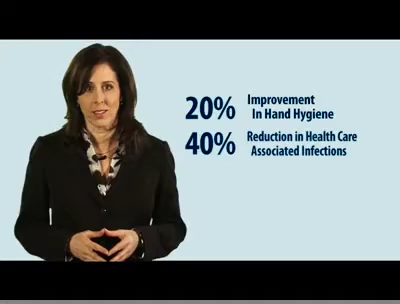 20% Improvement
In Hand Hygiene
40% Reduction in Health Care
Associated Infections